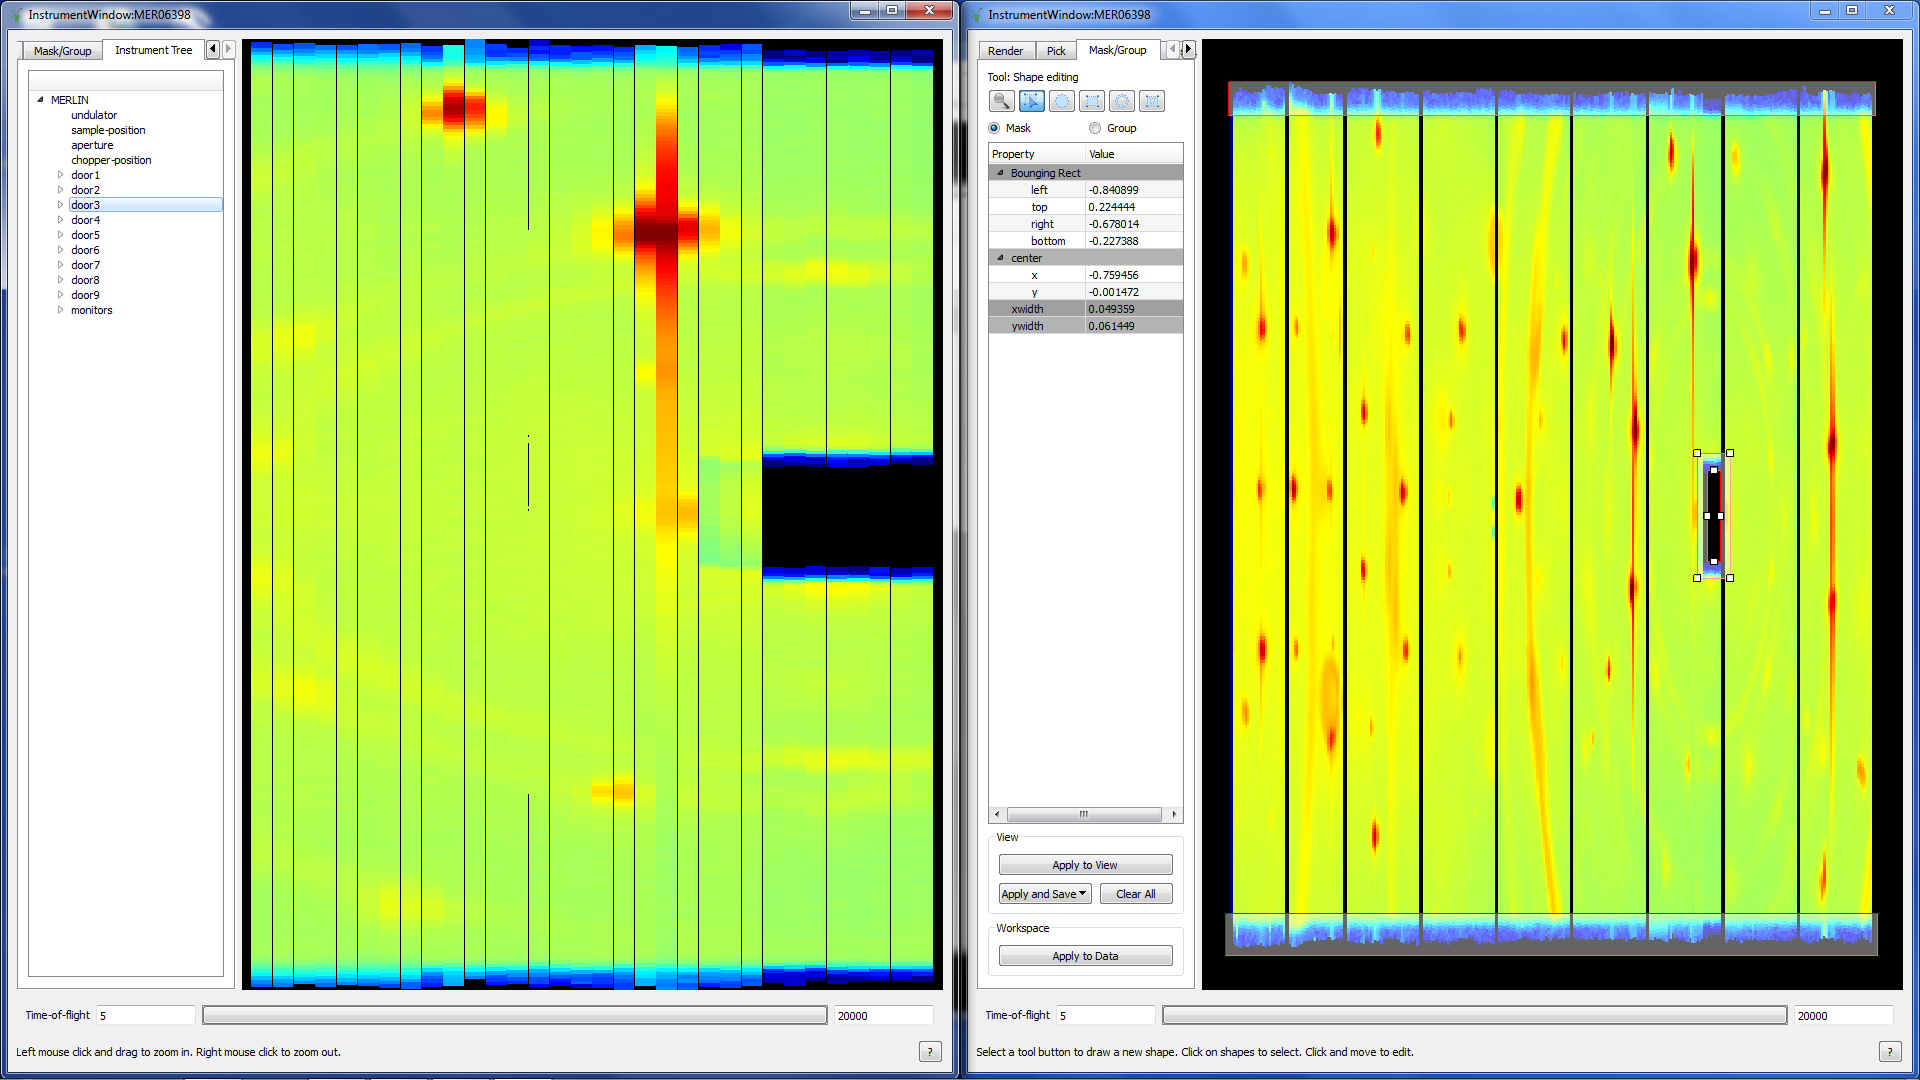 InstrumentWindow:MER06398
Mask/Group
Instrument Tree
MERLIN
undulator
sample-position
aperture
chopper-position
door1
door2
door3
door4
door5
door6
door7
door8
door9
monitors
Time-of-flight
5
20000
Left mouse click and drag to zoom in. Right mouse click to zoom out.
?
InstrumentWindow:MER06398
Render
Pick
Mask/Group
Tool: Shape editing
Mask
Group
Property Value
Bounding Rect
left -0.840899
top 0.224444
right -0.678014
bottom -0.227388
center
x -0.759456
y -0.001472
xwidth 0.049359
ywidth 0.061449
View
Apply to View
Apply and Save
Clear All
Workspace
Apply to Data
Time-of-flight
5
20000
Select a tool button to draw a new shape. Click on shapes to select. Click and move to edit.
?